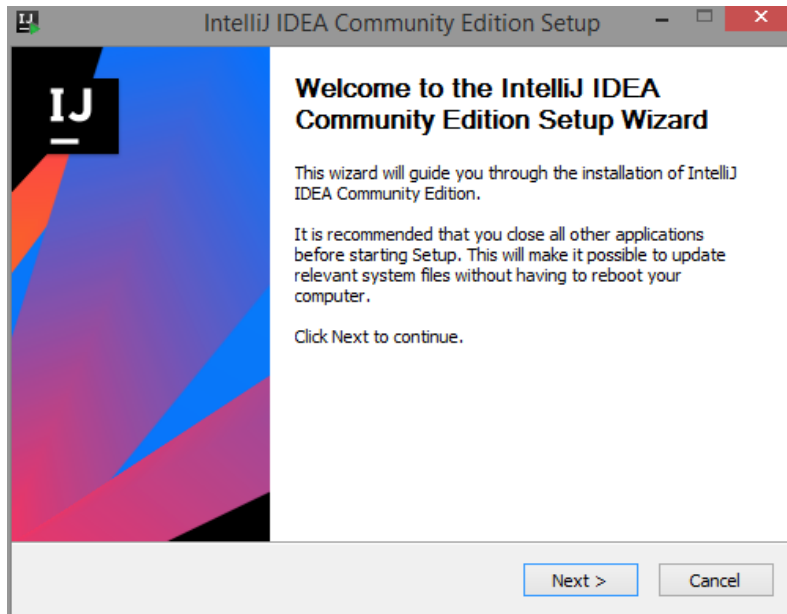 IntelliJ IDEA Community Edition Setup
IJ
Welcome to the IntelliJ IDEA
Community Edition Setup Wizard
This wizard will guide you through the installation of IntelliJ
IDEA Community Edition.
It is recommended that you close all other applications
before starting Setup. This will make it possible to update
relevant system files without having to reboot your
computer.
Click Next to continue.
Next >
Cancel